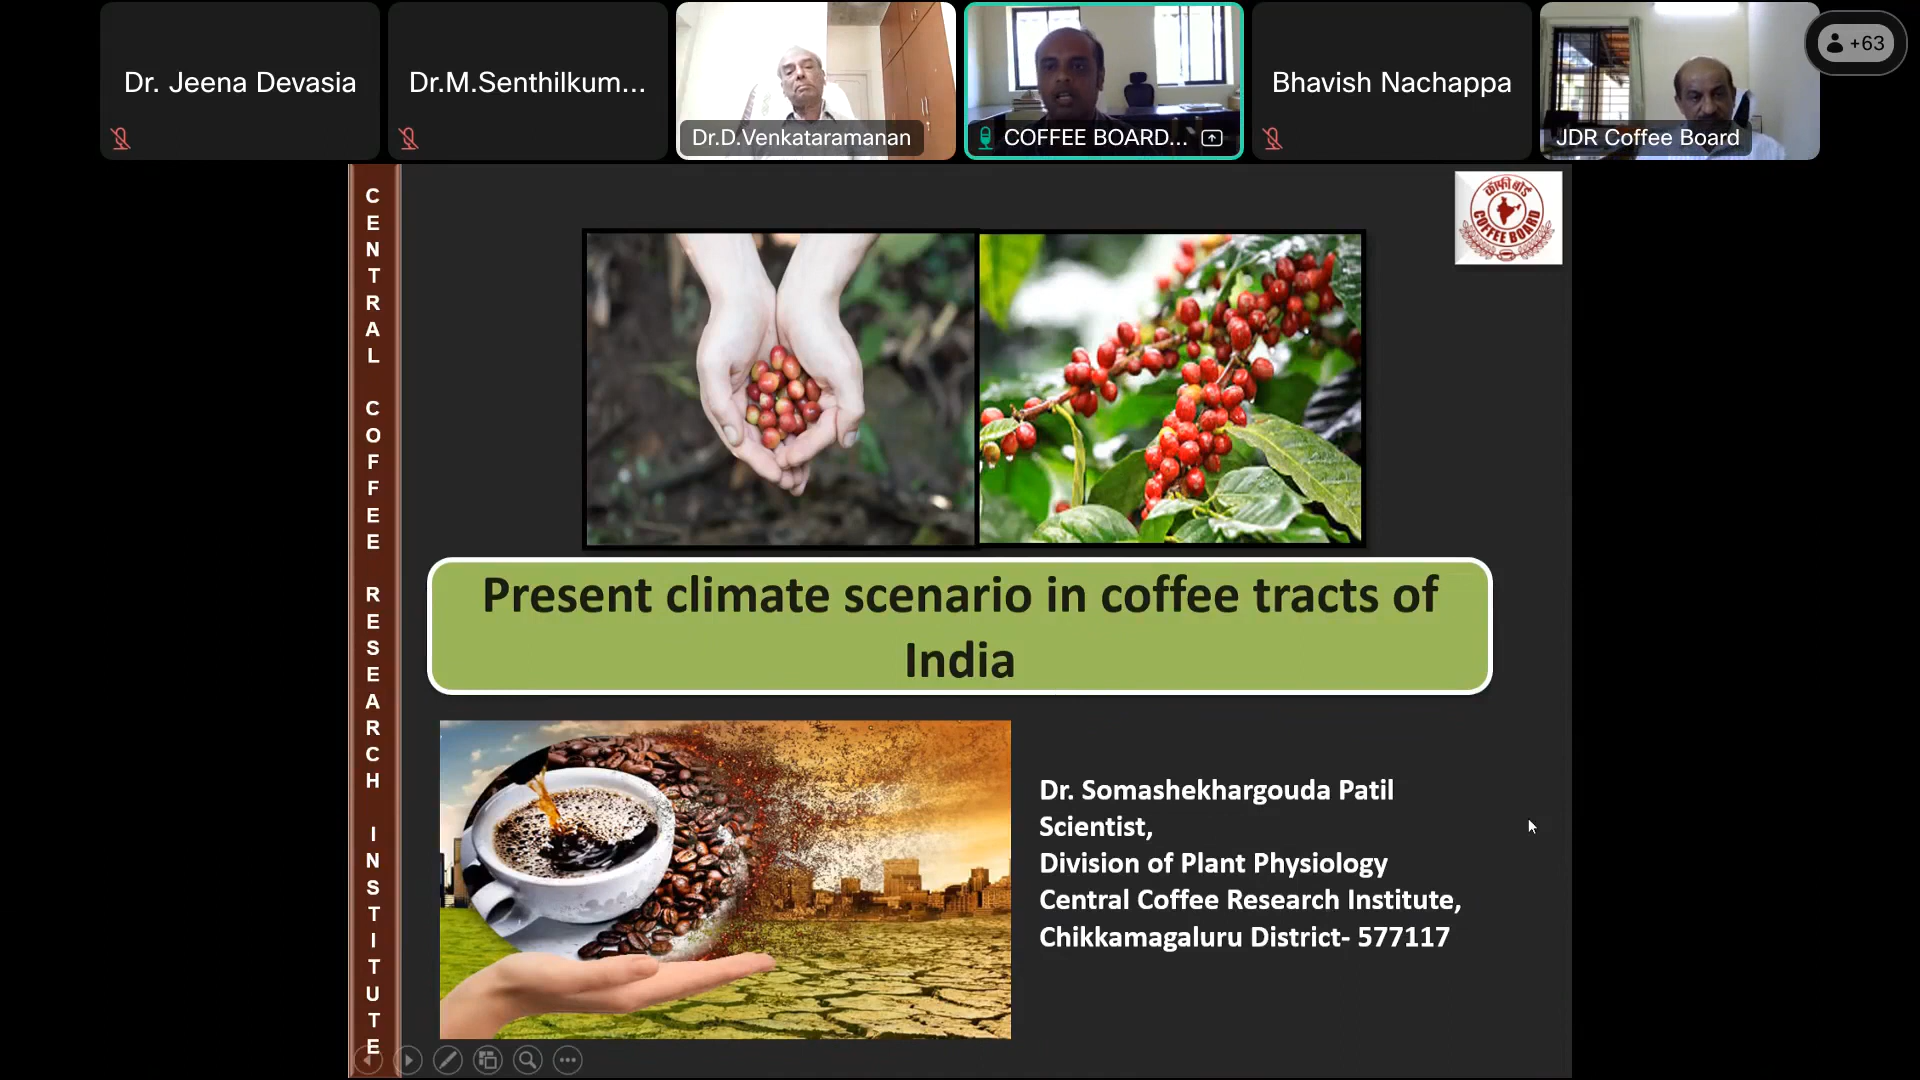 Dr. Jeena Devasia
Dr.M.Senthilkum...
Dr.D.Venkataramanan
COFFEE BOARD...
Bhavish Nachappa
JDR Coffee Board
+63
CENTRAL COFFEE RESEARCH INSTITUTE
कॉफी बोर्ड
COFFEE BOARD
Present climate scenario in coffee tracts of
India
Dr. Somashekhargouda Patil
Scientist,
Division of Plant Physiology
Central Coffee Research Institute,
Chikkamagaluru District- 577117